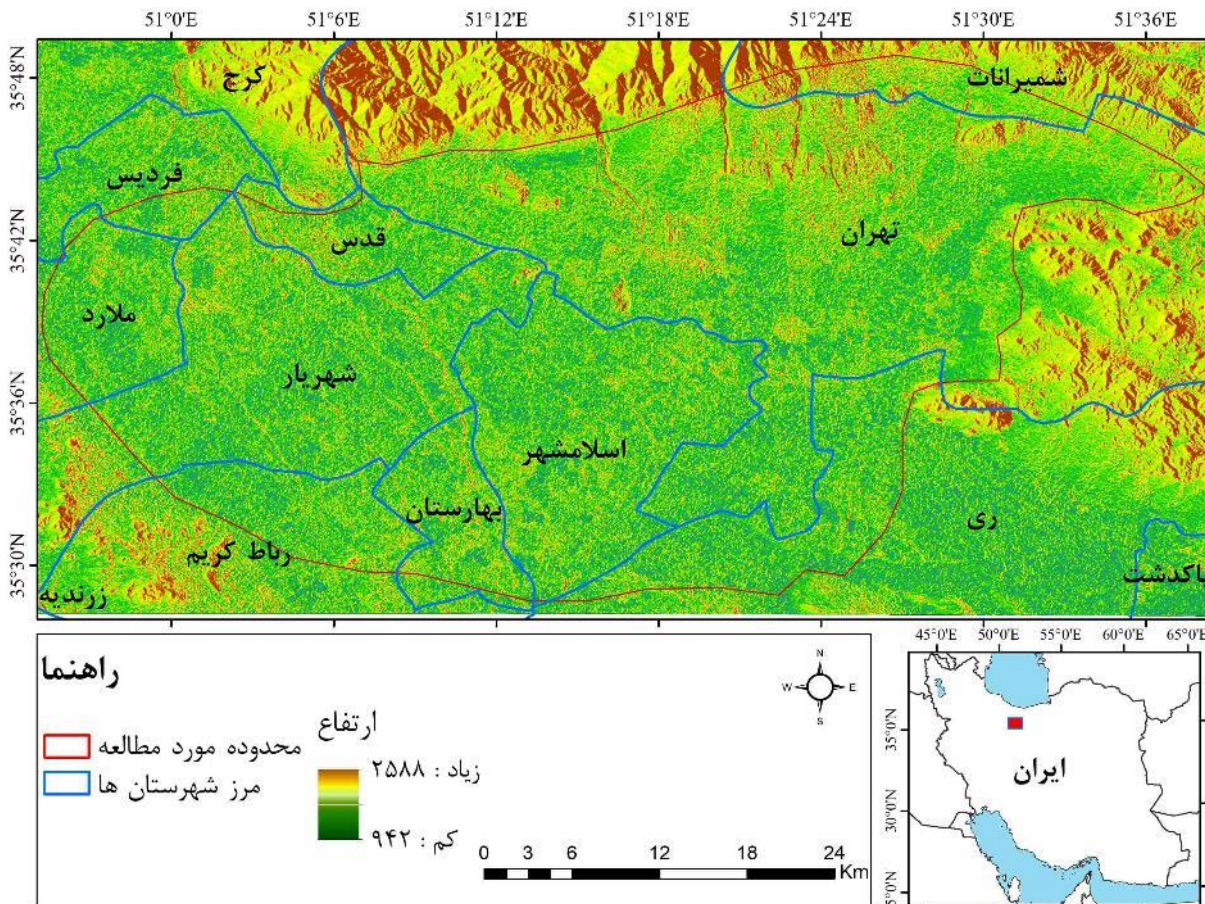 51°0'E 51°6'E 51°12'E 51°18'E 51°24'E 51°30'E 51°36'E
35°48'N
35°42'N
35°36'N
35°30'N
کرج
شمیرانات
فردیس
قدس
تهران
ملارد
شهریار
اسلامشهر
بهارستان
ری
رباط کریم
زرندیه
پاکدشت
راهنما
محدوده مورد مطالعه
مرز شهرستان ها
ارتفاع
زیاد : ۲۵۸۸
کم : ۹۴۲
N
W E
S
0 3 6 12 18 24
Km
45°0'E 50°0'E 55°0'E 60°0'E 65°0'E
35°0'N
30°0'N
5°0'N
ایران